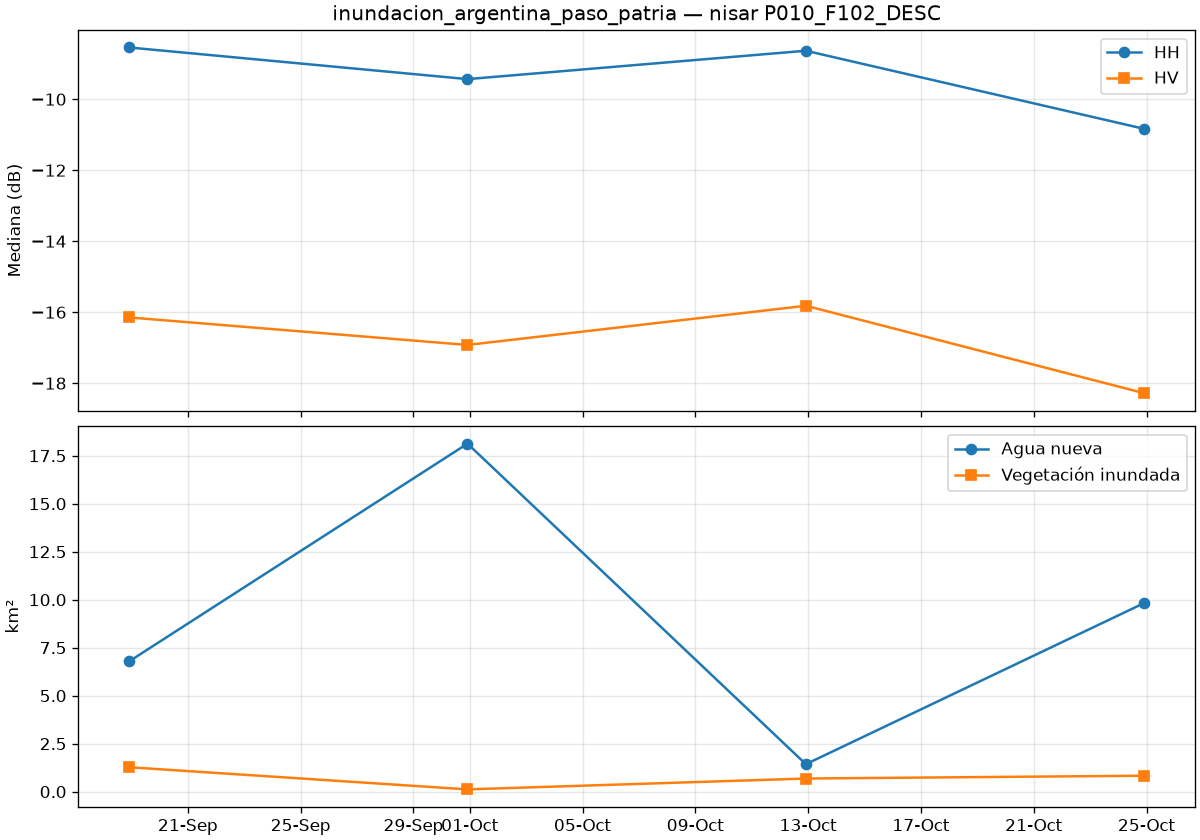 inundacion_argentina_paso_patria — nisar P010_F102_DESC
HH
HV
Mediana (dB)
−10
−12
−14
−16
−18
Agua nueva
Vegetación inundada
km²
17.5
15.0
12.5
10.0
7.5
5.0
2.5
0.0
21-Sep 25-Sep 29-Sep 01-Oct 05-Oct 09-Oct 13-Oct 17-Oct 21-Oct 25-Oct